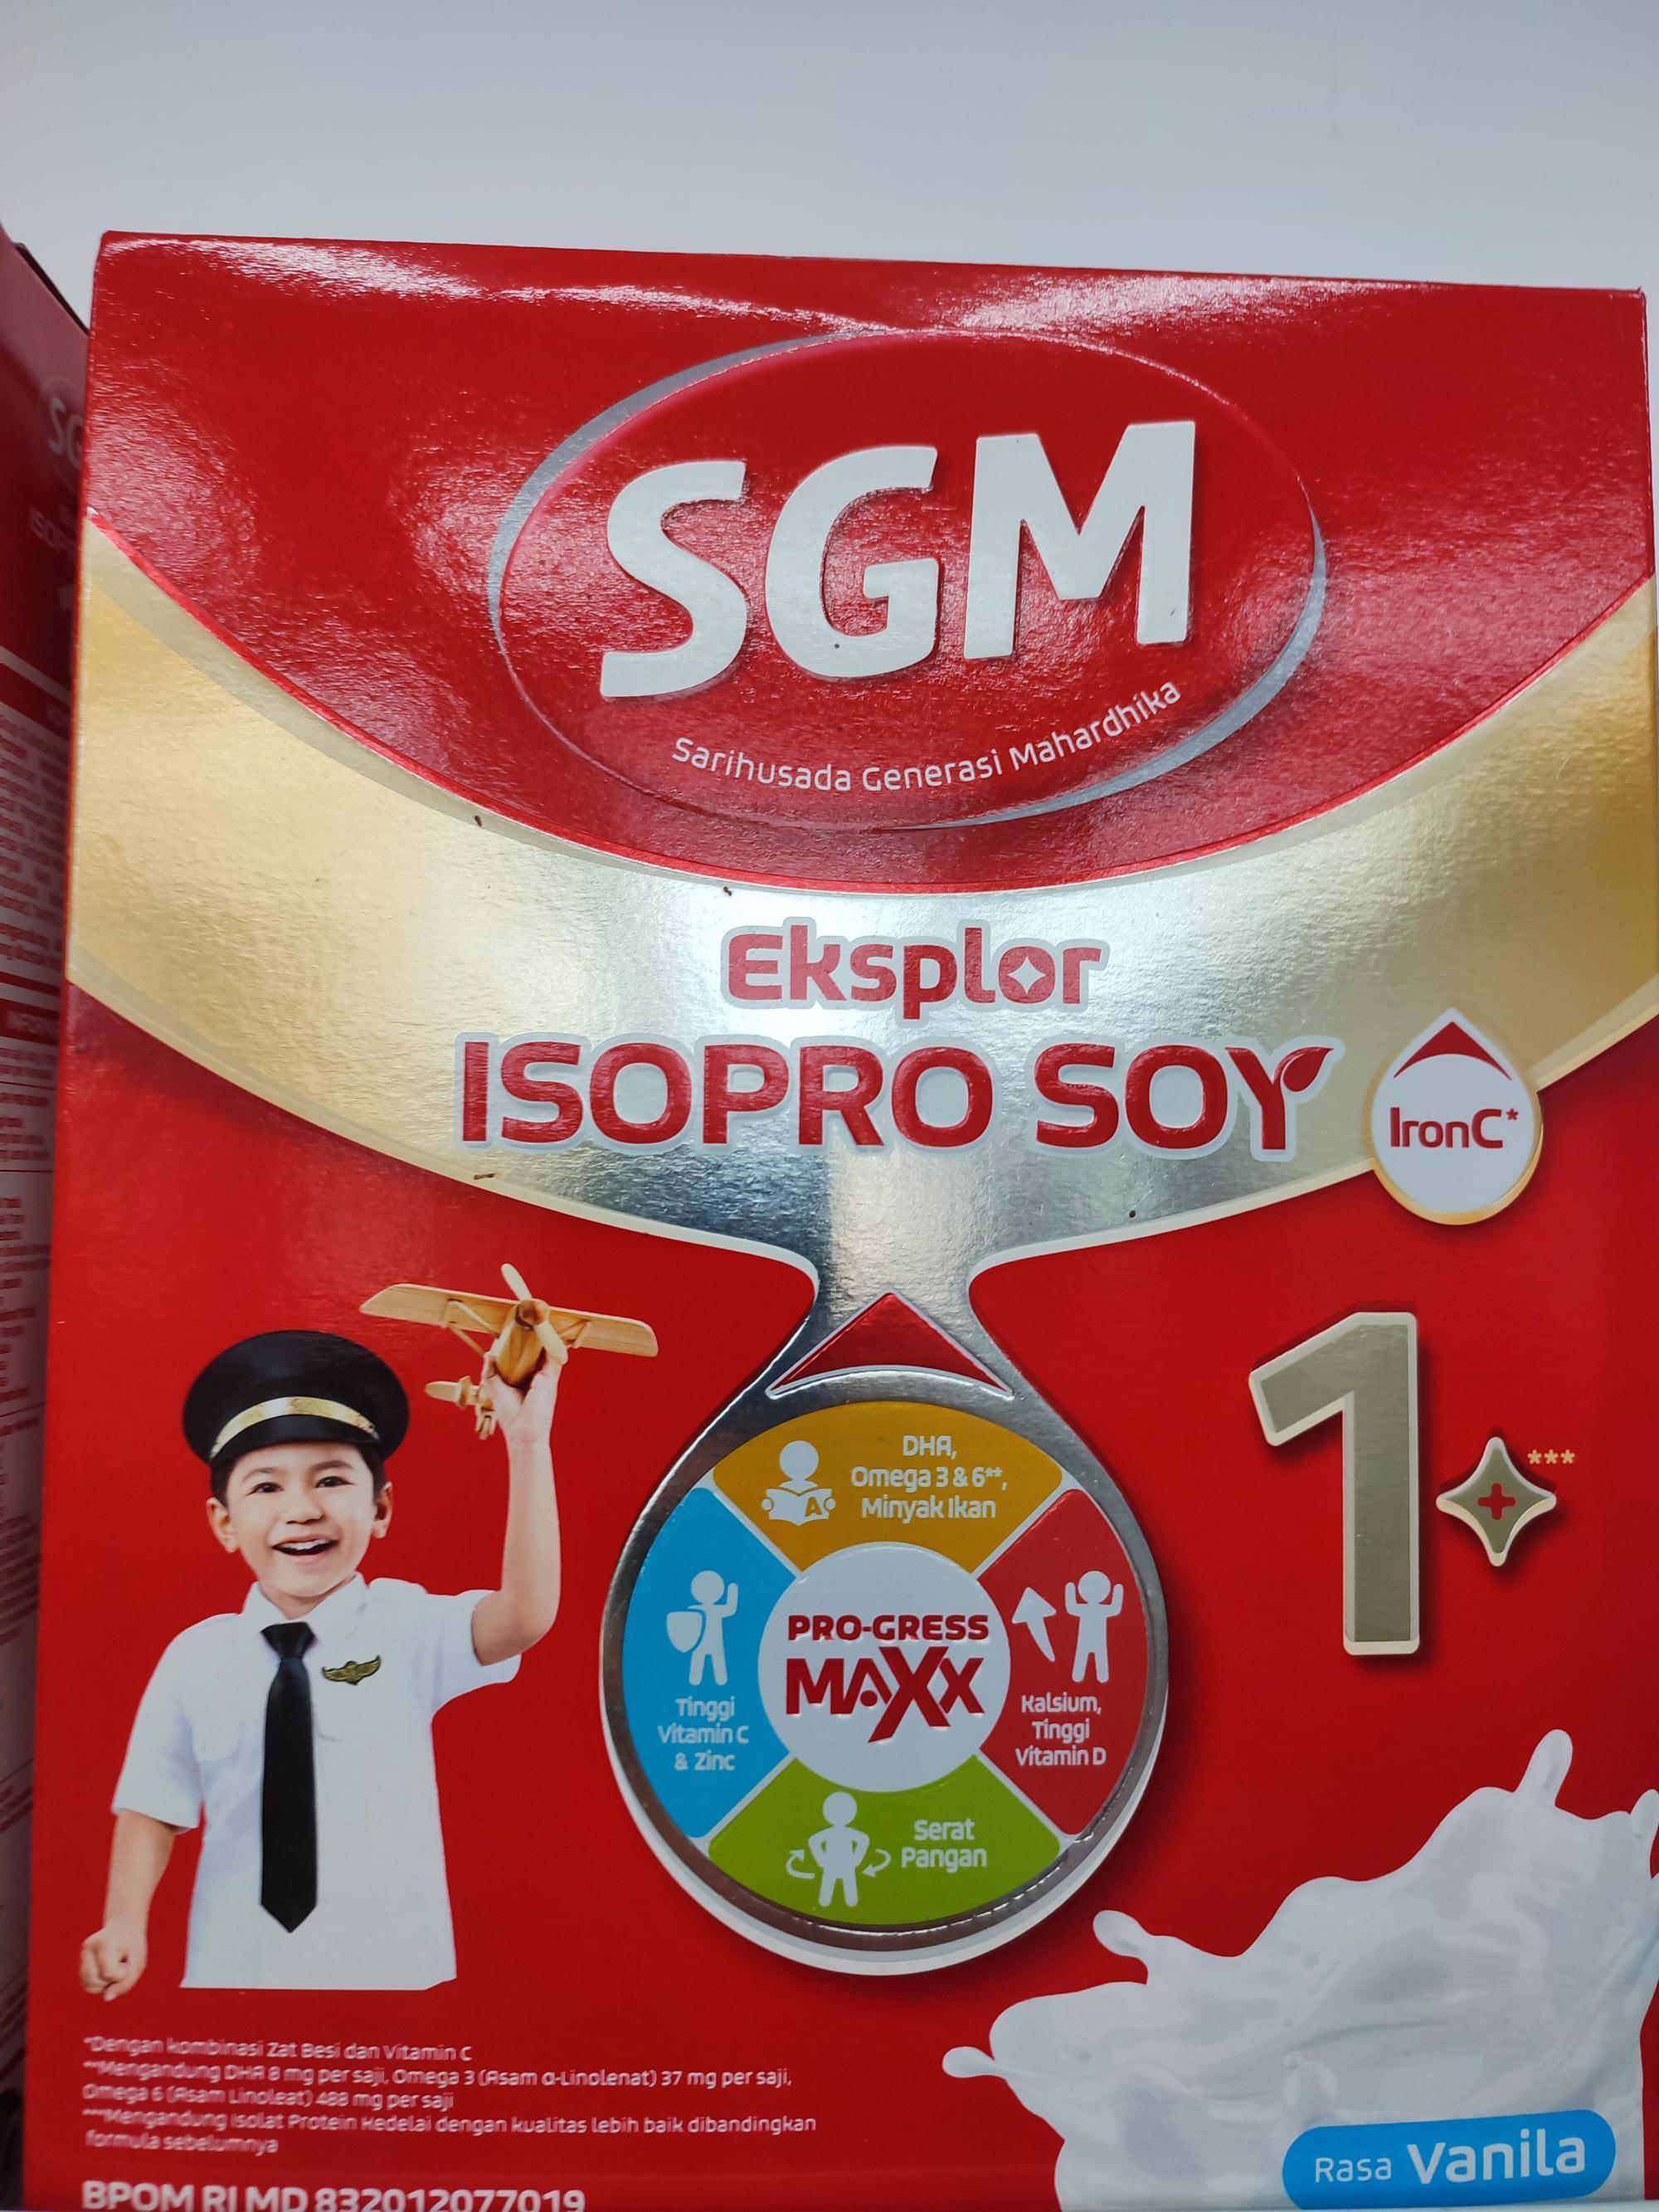 SGM
Sarihusada Generasi Mahardhika
Eksplor
ISOPRO SOY
IronC*
1+***
DHA,
Omega 3 & 6**,
Minyak Ikan
Tinggi
Vitamin C
& Zinc
PRO-GRESS
MAXX
Kalsium,
Tinggi
Vitamin D
Serat
Pangan
*Dengan kombinasi Zat Besi dan Vitamin C
**Mengandung DHA 8 mg per saji, Omega 3 (Asam α-Linolenat) 37 mg per saji,
Omega 6 (Asam Linoleat) 488 mg per saji
***Mengandung Isolat Protein Kedelai dengan kualitas lebih baik dibandingkan
formula sebelumnya
Rasa Vanila
BPOM RI MD 832012077019